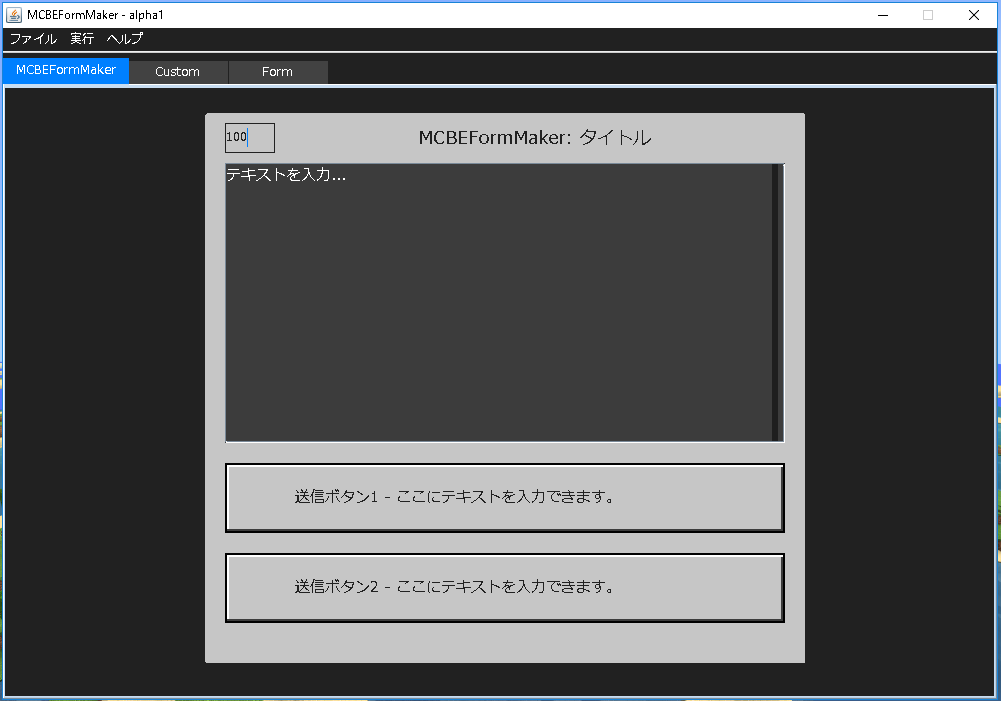 MCBEFormMaker - alpha1
ファイル 実行 ヘルプ
MCBEFormMaker Custom Form
100 MCBEFormMaker: タイトル
テキストを入力...
送信ボタン1 - ここにテキストを入力できます。
送信ボタン2 - ここにテキストを入力できます。